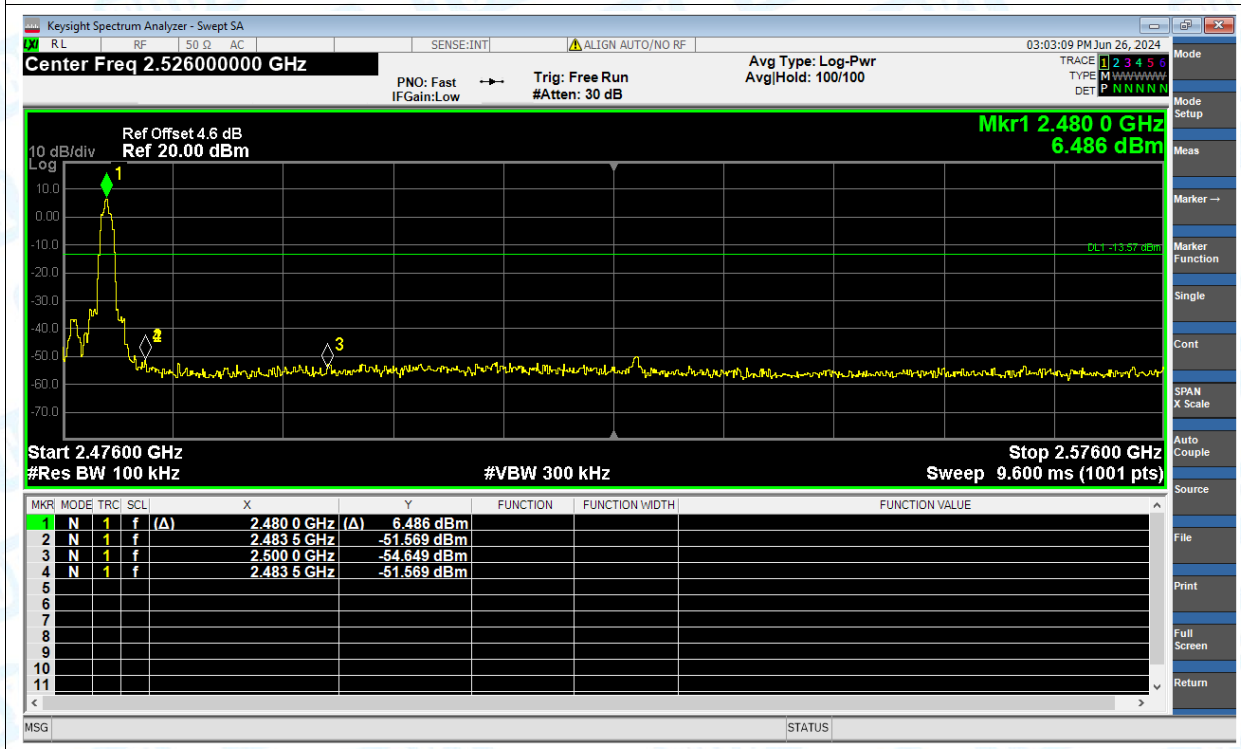 Keysight Spectrum Analyzer - Swept SA
LXI RL RF 50 Ω AC SENSE:INT ALIGN AUTO/NO RF 03:03:09 PM Jun 26, 2024
Center Freq 2.526000000 GHz
PNO: Fast
IFGain:Low
Trig: Free Run
#Atten: 30 dB
Avg Type: Log-Pwr
Avg|Hold: 100/100
TRACE 1 2 3 4 5 6
TYPE M WWWWW
DET P N N N N N
Mkr1 2.480 0 GHz
6.486 dBm
Ref Offset 4.6 dB
10 dB/div Ref 20.00 dBm
Log
1
10.0
0.00
-10.0
DL1 -13.57 dBm
-20.0
-30.0
-40.0
3
-50.0
-60.0
-70.0
Start 2.47600 GHz Stop 2.57600 GHz
#Res BW 100 kHz #VBW 300 kHz Sweep 9.600 ms (1001 pts)
MKR MODE TRC SCL X Y FUNCTION FUNCTION WIDTH FUNCTION VALUE
1 N 1 f (Δ) 2.480 0 GHz (Δ) 6.486 dBm
2 N 1 f 2.483 5 GHz -51.569 dBm
3 N 1 f 2.500 0 GHz -54.649 dBm
4 N 1 f 2.483 5 GHz -51.569 dBm
5
6
7
8
9
10
11
MSG STATUS
Mode
Mode
Setup
Meas
Marker →
Marker
Function
Single
Cont
SPAN
X Scale
Auto
Couple
Source
File
Print
Full
Screen
Return